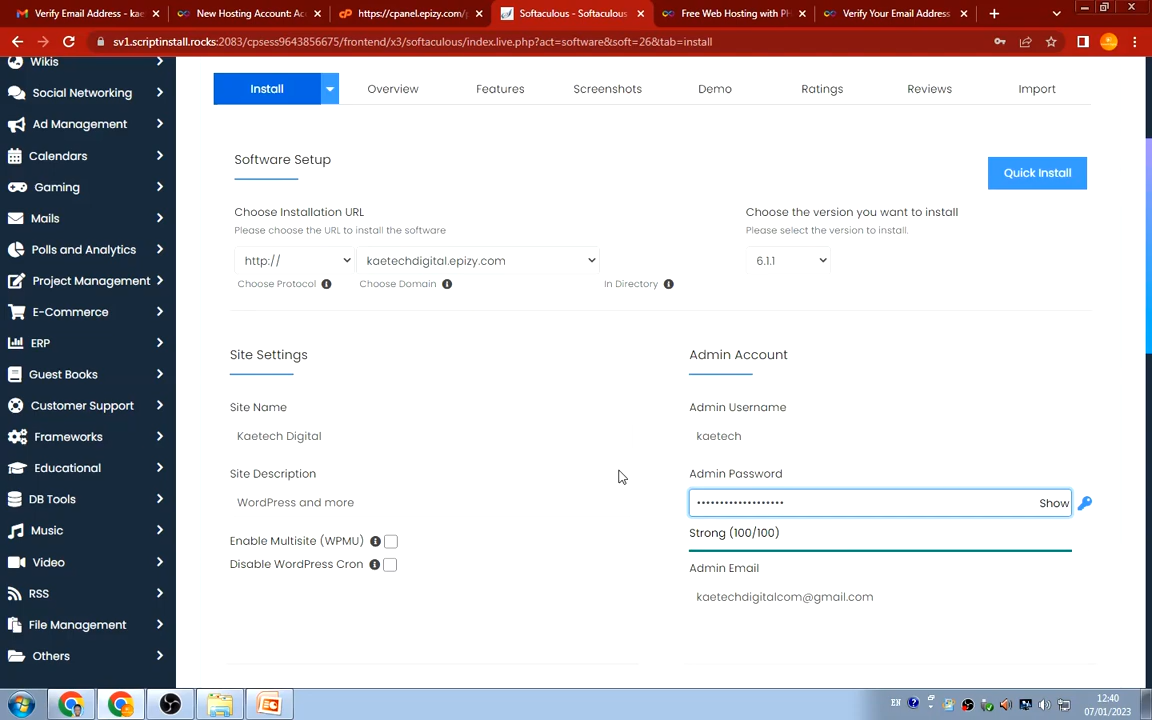 Verify Email Address - kae
New Hosting Account: Ac
https://cpanel.epizy.com/
Softaculous - Softaculous
Free Web Hosting with PH
Verify Your Email Address
sv1.scriptinstall.rocks:2083/cpsess9643856675/frontend/x3/softaculous/index.live.php?act=software&soft=26&tab=install
Wikis
Social Networking
Ad Management
Calendars
Gaming
Mails
Polls and Analytics
Project Management
E-Commerce
ERP
Guest Books
Customer Support
Frameworks
Educational
DB Tools
Music
Video
RSS
File Management
Others
Install Overview Features Screenshots Demo Ratings Reviews Import
Software Setup
Quick Install
Choose Installation URL
Please choose the URL to install the software
http:// kaetechdigital.epizy.com
Choose Protocol Choose Domain In Directory
Choose the version you want to install
Please select the version to install.
6.1.1
Site Settings
Site Name
Kaetech Digital
Site Description
WordPress and more
Enable Multisite (WPMU)
Disable WordPress Cron
Admin Account
Admin Username
kaetech
Admin Password
Show
Strong (100/100)
Admin Email
kaetechdigitalcom@gmail.com
EN
12:40
07/01/2023